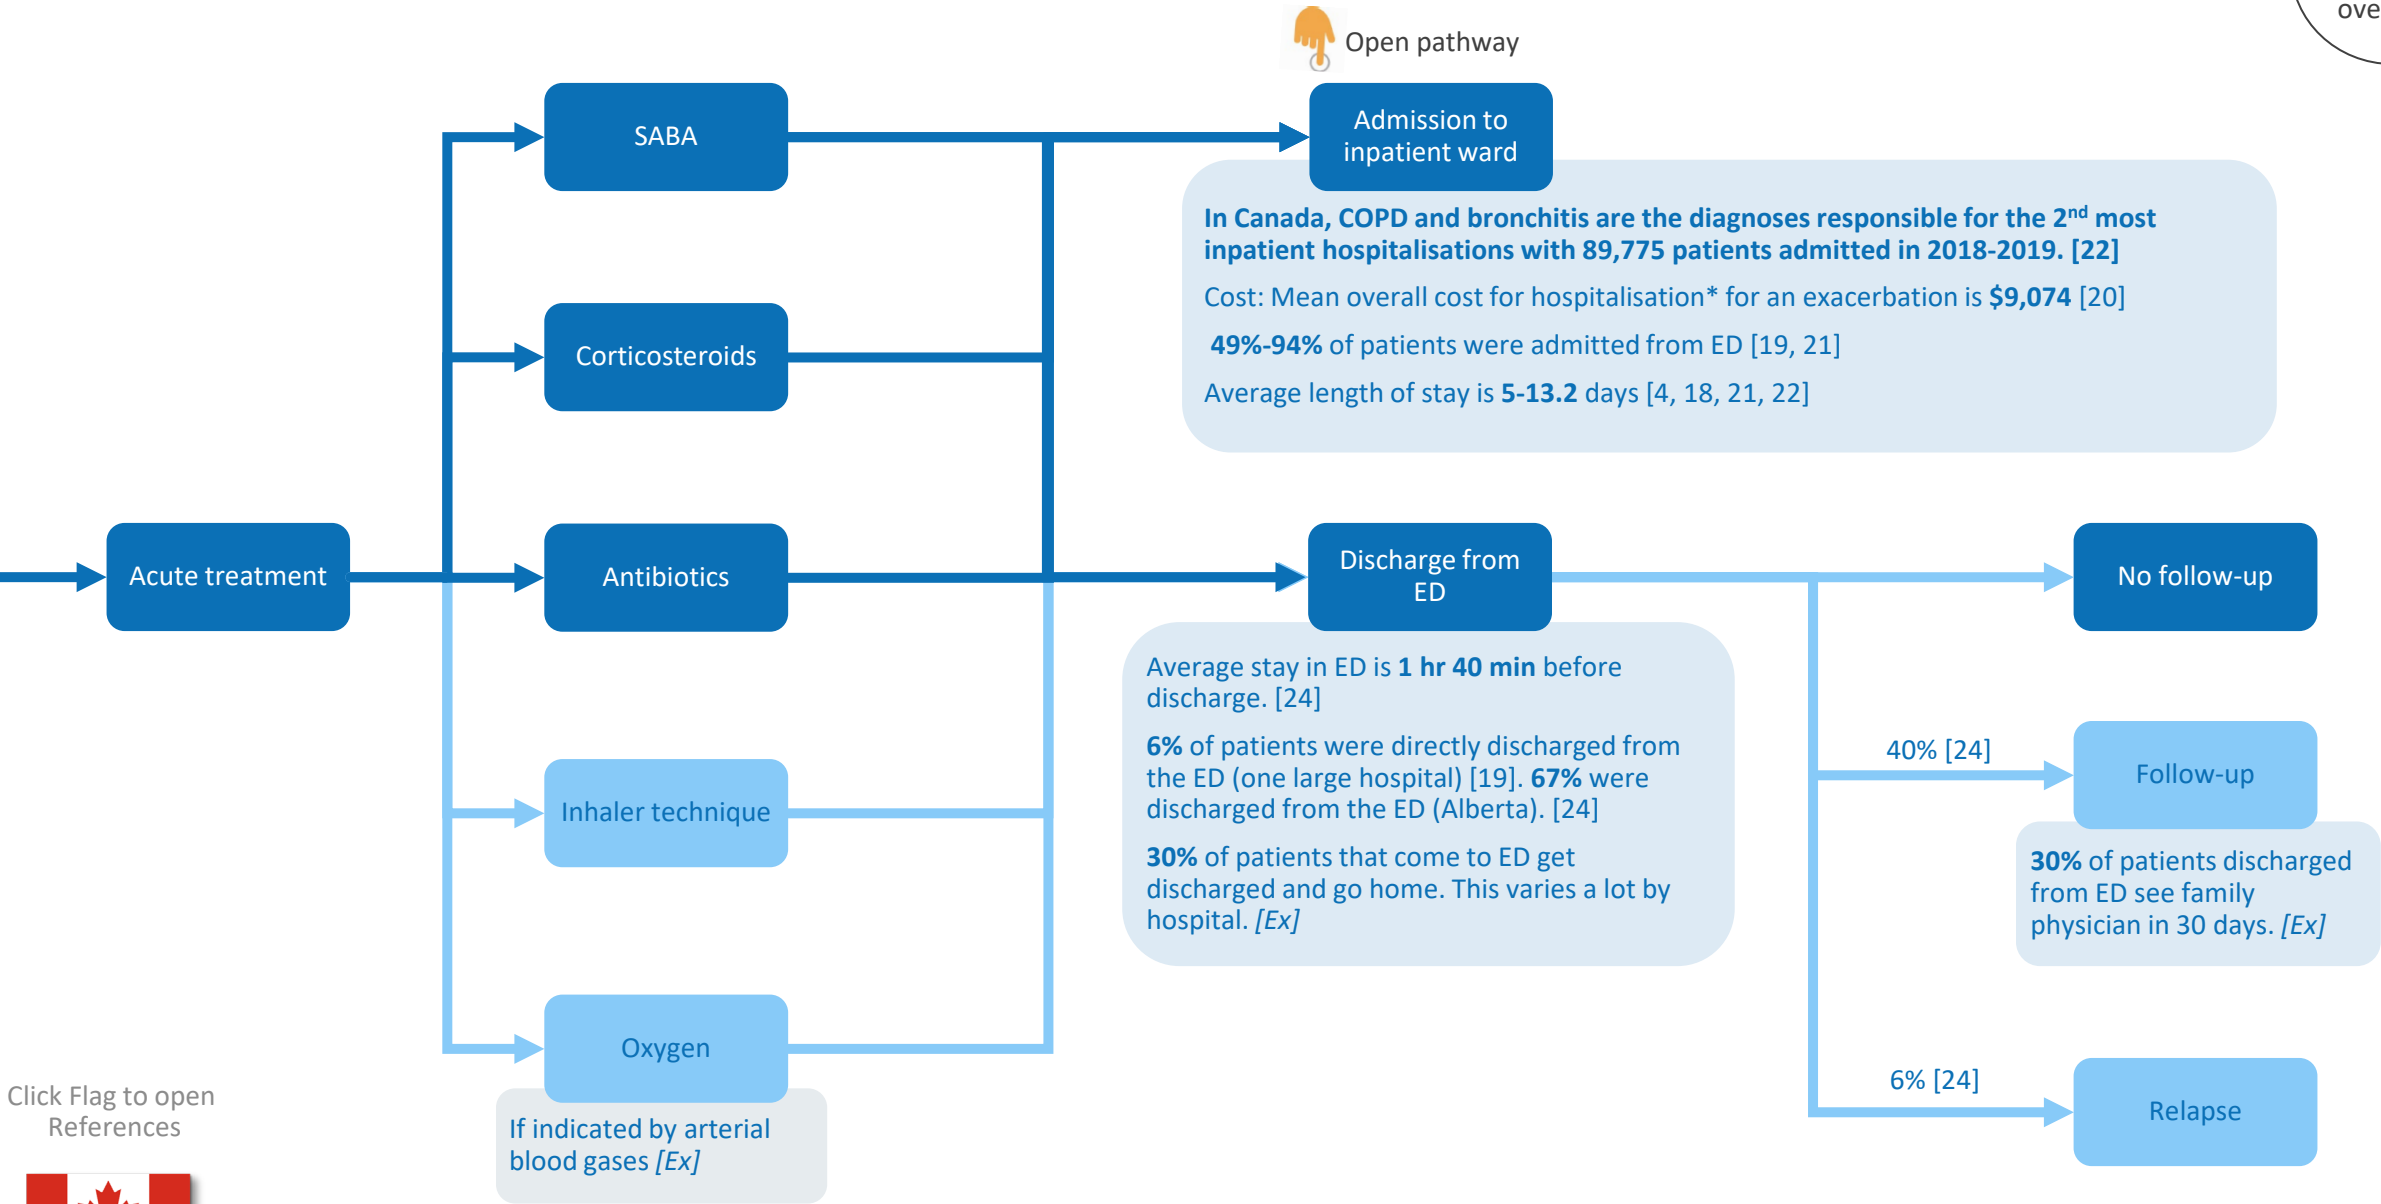 ove
Open pathway
SABA
Admission to
inpatient ward
In Canada, COPD and bronchitis are the diagnoses responsible for the 2nd most
inpatient hospitalisations with 89,775 patients admitted in 2018-2019. [22]
Cost: Mean overall cost for hospitalisation* for an exacerbation is $9,074 [20]
49%-94% of patients were admitted from ED [19, 21]
Average length of stay is 5-13.2 days [4, 18, 21, 22]
Corticosteroids
Acute treatment
Antibiotics
Discharge from
ED
No follow-up
Average stay in ED is 1 hr 40 min before
discharge. [24]
6% of patients were directly discharged from
the ED (one large hospital) [19]. 67% were
discharged from the ED (Alberta). [24]
30% of patients that come to ED get
discharged and go home. This varies a lot by
hospital. [Ex]
40% [24]
Follow-up
30% of patients discharged
from ED see family
physician in 30 days. [Ex]
Inhaler technique
Oxygen
If indicated by arterial
blood gases [Ex]
6% [24]
Relapse
Click Flag to open
References